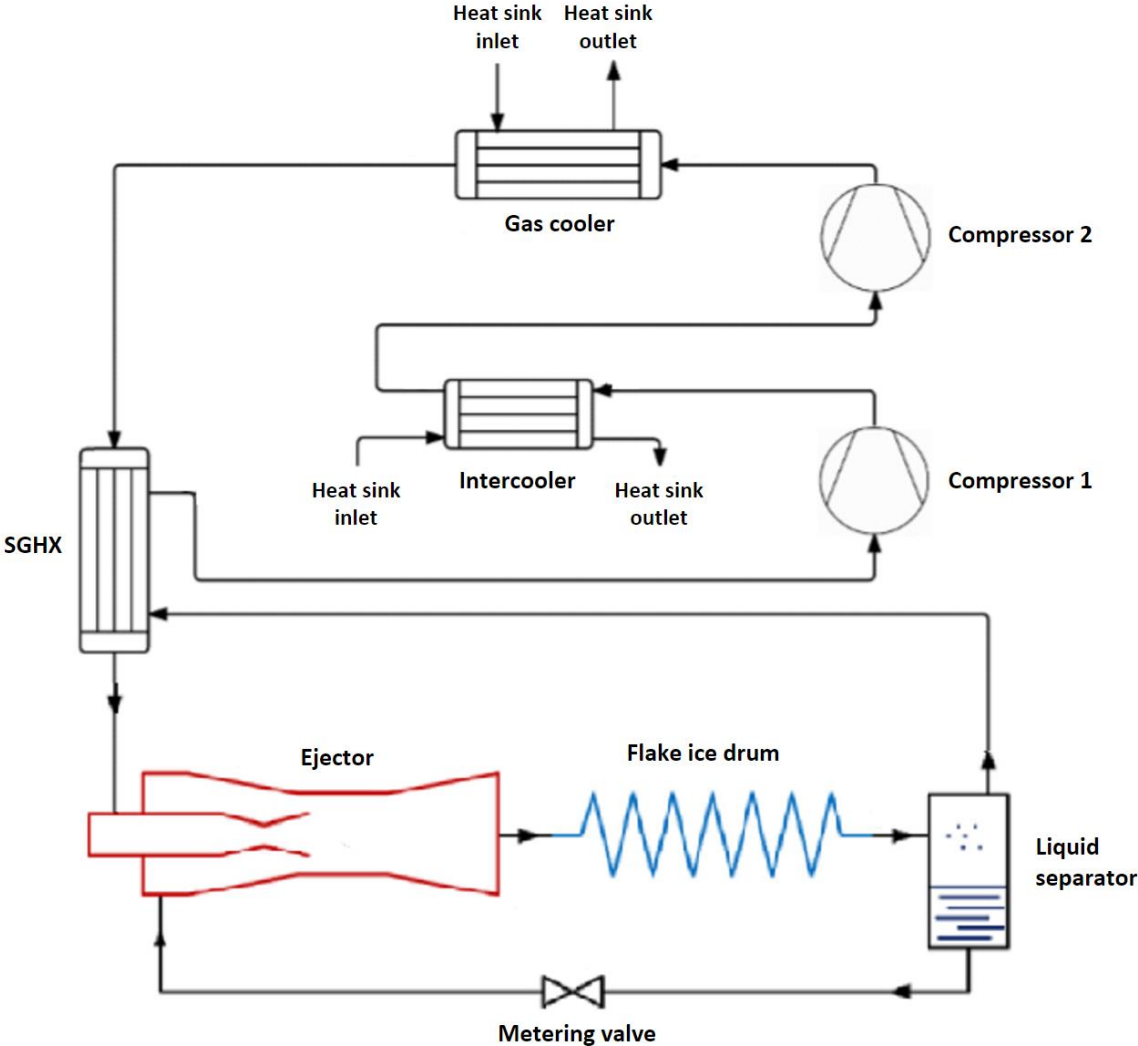 Heat sink inlet
Heat sink outlet
Gas cooler
Compressor 2
Heat sink inlet
Intercooler
Heat sink outlet
Compressor 1
SGHX
Ejector
Flake ice drum
Liquid separator
Metering valve